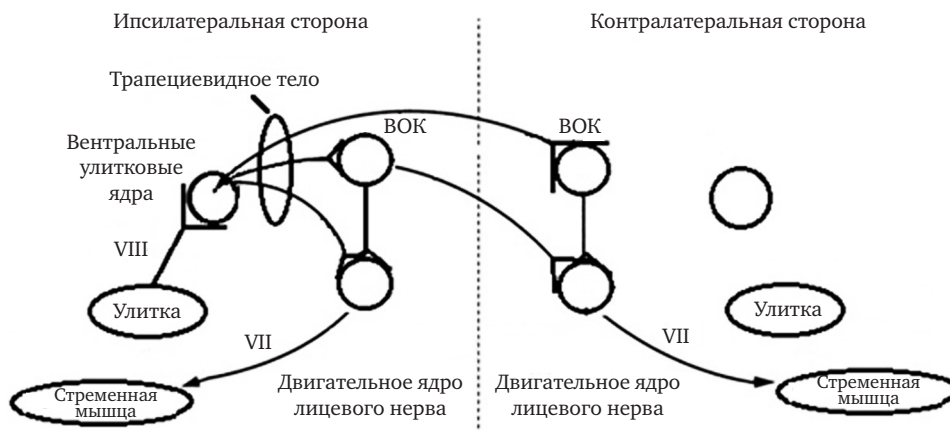 Ипсилатеральная сторона
Контралатеральная сторона
Трапециевидное тело
ВОК
ВОК
Вентральные
улитковые
ядра
VIII
Улитка
Улитка
VII
VII
Двигательное ядро
лицевого нерва
Двигательное ядро
лицевого нерва
Стременная
мышца
Стременная
мышца